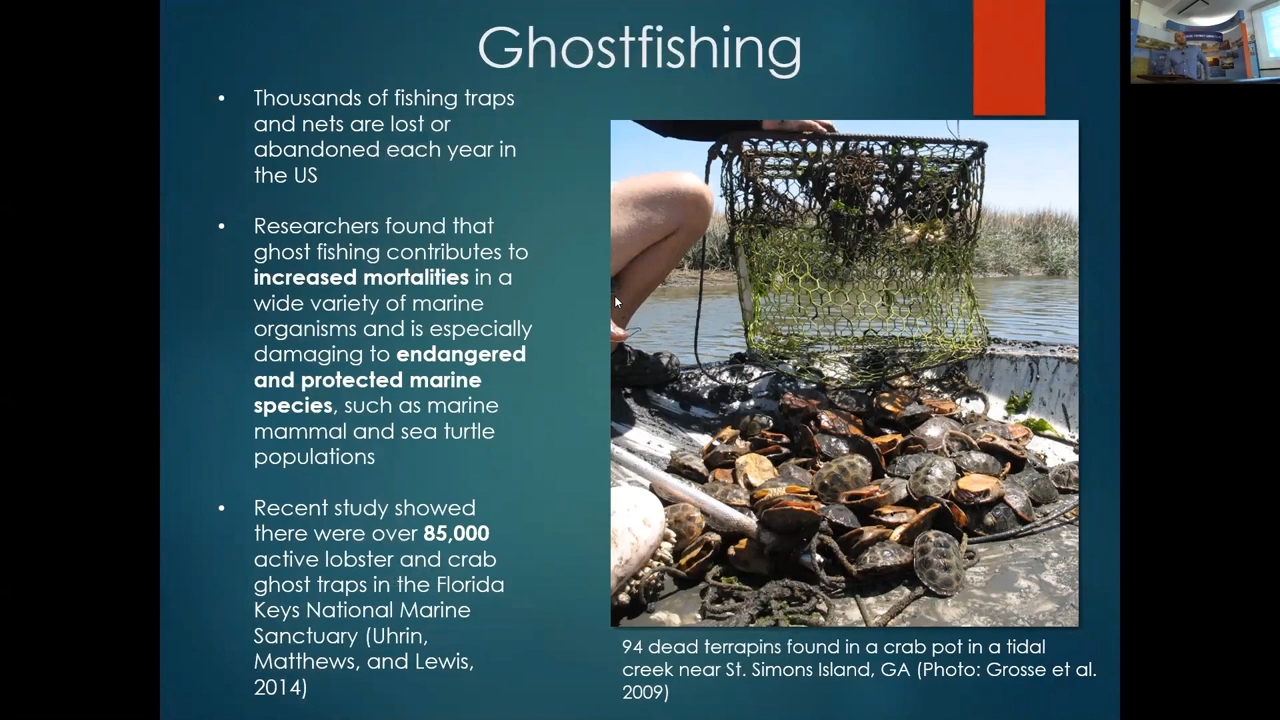 Ghostfishing
• Thousands of fishing traps
and nets are lost or
abandoned each year in
the US
• Researchers found that
ghost fishing contributes to
increased mortalities in a
wide variety of marine
organisms and is especially
damaging to endangered
and protected marine
species, such as marine
mammal and sea turtle
populations
• Recent study showed
there were over 85,000
active lobster and crab
ghost traps in the Florida
Keys National Marine
Sanctuary (Uhrin,
Matthews, and Lewis,
2014)
94 dead terrapins found in a crab pot in a tidal
creek near St. Simons Island, GA (Photo: Grosse et al.
2009)